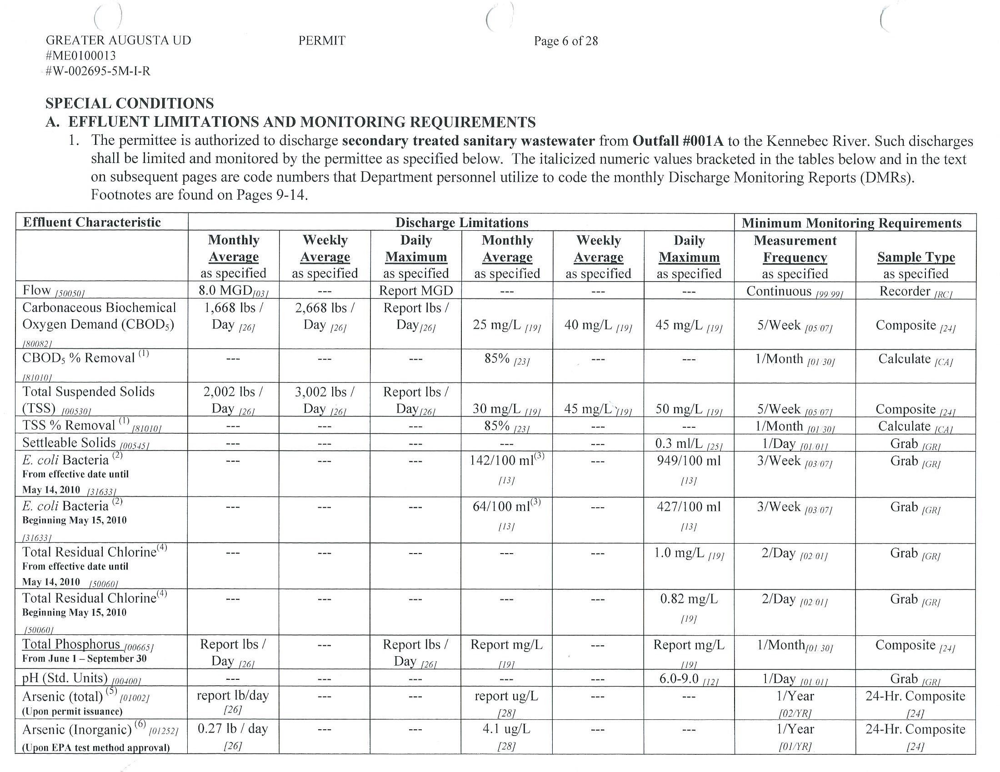 GREATER AUGUSTA UD PERMIT Page 6 of 28
#ME0100013
#W-002695-5M-I-R
SPECIAL CONDITIONS
A. EFFLUENT LIMITATIONS AND MONITORING REQUIREMENTS
1. The permittee is authorized to discharge secondary treated sanitary wastewater from Outfall #001A to the Kennebec River. Such discharges
shall be limited and monitored by the permittee as specified below. The italicized numeric values bracketed in the tables below and in the text
on subsequent pages are code numbers that Department personnel utilize to code the monthly Discharge Monitoring Reports (DMRs).
Footnotes are found on Pages 9-14.
Effluent Characteristic Discharge Limitations Minimum Monitoring Requirements
Monthly Weekly Daily Monthly Weekly Daily Measurement
Average Average Maximum Average Average Maximum Frequency Sample Type
as specified as specified as specified as specified as specified as specified as specified as specified
Flow [50050] 8.0 MGD[03] --- Report MGD --- --- --- Continuous [99/99] Recorder [RC]
Carbonaceous Biochemical 1,668 lbs / 2,668 lbs / Report lbs /
Oxygen Demand (CBOD5) Day [26] Day [26] Day[26] 25 mg/L [19] 40 mg/L [19] 45 mg/L [19] 5/Week [05/07] Composite [24]
[80082]
CBOD5 % Removal (1) --- --- --- 85% [23] --- --- 1/Month [01/30] Calculate [CA]
[81010]
Total Suspended Solids 2,002 lbs / 3,002 lbs / Report lbs /
(TSS) [00530] Day [26] Day [26] Day[26] 30 mg/L [19] 45 mg/L [19] 50 mg/L [19] 5/Week [05/07] Composite [24]
TSS % Removal (1) [81010] --- --- --- 85% [23] --- --- 1/Month [01/30] Calculate [CA]
Settleable Solids [00545] --- --- --- --- --- 0.3 ml/L [25] 1/Day [01/01] Grab [GR]
E. coli Bacteria (2) --- --- --- 142/100 ml(3) --- 949/100 ml 3/Week [03/07] Grab [GR]
From effective date until [13] [13]
May 14, 2010 [31633]
E. coli Bacteria (2) --- --- --- 64/100 ml(3) --- 427/100 ml 3/Week [03/07] Grab [GR]
Beginning May 15, 2010 [13] [13]
[31633]
Total Residual Chlorine(4) --- --- --- --- --- 1.0 mg/L [19] 2/Day [02/01] Grab [GR]
From effective date until
May 14, 2010 [50060]
Total Residual Chlorine(4) --- --- --- --- --- 0.82 mg/L 2/Day [02/01] Grab [GR]
Beginning May 15, 2010 [19]
[50060]
Total Phosphorus [00665] Report lbs / --- Report lbs / Report mg/L --- Report mg/L 1/Month[01/30] Composite [24]
From June 1 – September 30 Day [26] Day [26] [19] [19]
pH (Std. Units) [00400] --- --- --- --- --- 6.0-9.0 [12] 1/Day [01/01] Grab [GR]
Arsenic (total) (5) [01002] report lb/day --- --- report ug/L --- --- 1/Year 24-Hr. Composite
(Upon permit issuance) [26] [28] [02/YR] [24]
Arsenic (Inorganic) (6) [01252] 0.27 lb / day --- --- 4.1 ug/L --- --- 1/Year 24-Hr. Composite
(Upon EPA test method approval) [26] [28] [01/YR] [24]